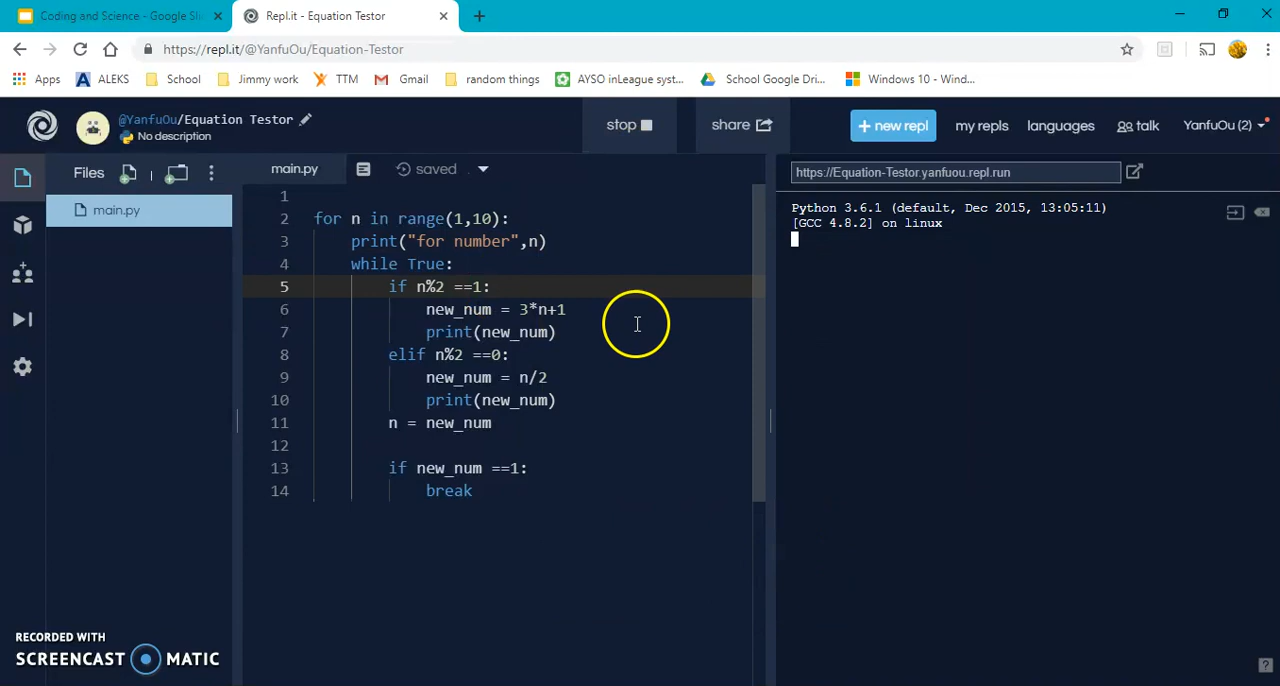 Coding and Science - Google Sli
Repl.it - Equation Testor
https://repl.it/@YanfuOu/Equation-Testor
Apps ALEKS School Jimmy work TTM Gmail random things AYSO inLeague syst... School Google Dri... Windows 10 - Wind...
@YanfuOu/Equation Testor
No description
stop
share
+ new repl
my repls
languages
talk
YanfuOu (2)
Files
main.py
main.py
saved
1
2 for n in range(1,10):
3 print("for number",n)
4 while True:
5 if n%2 ==1:
6 new_num = 3*n+1
7 print(new_num)
8 elif n%2 ==0:
9 new_num = n/2
10 print(new_num)
11 n = new_num
12
13 if new_num ==1:
14 break
https://Equation-Testor.yanfuou.repl.run
Python 3.6.1 (default, Dec 2015, 13:05:11)
[GCC 4.8.2] on linux
RECORDED WITH
SCREENCAST MATIC
?